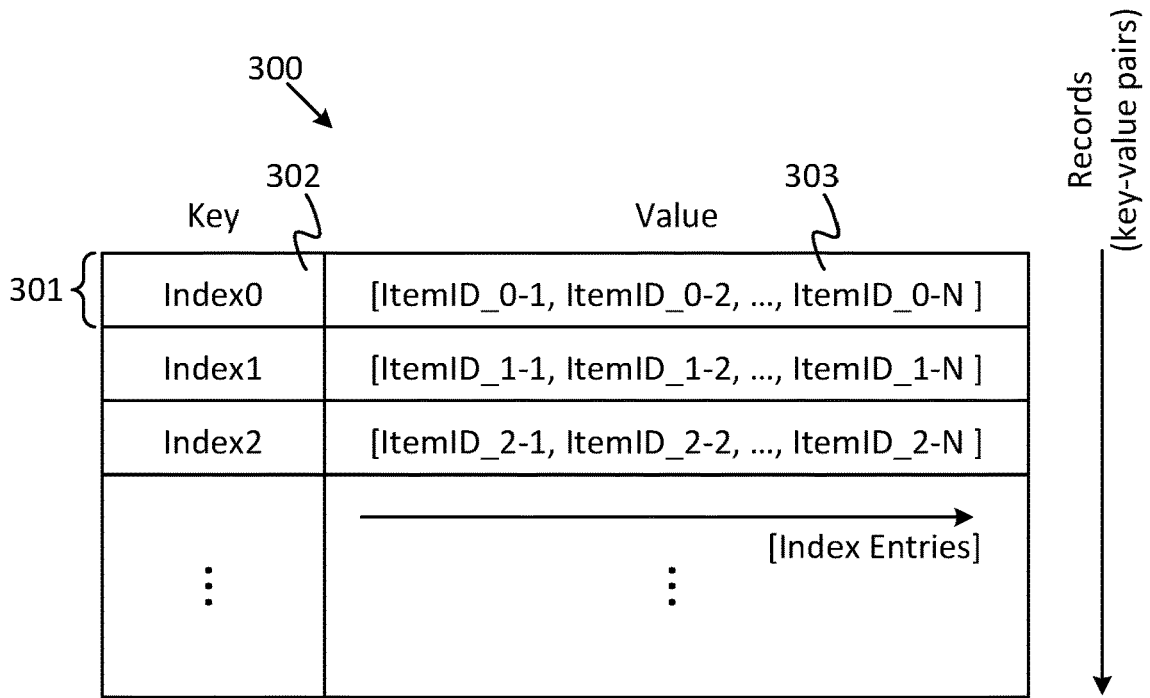 300
302
303
Key
Value
301
Index0
[ItemID_0-1, ItemID_0-2, ..., ItemID_0-N ]
Index1
[ItemID_1-1, ItemID_1-2, ..., ItemID_1-N ]
Index2
[ItemID_2-1, ItemID_2-2, ..., ItemID_2-N ]
[Index Entries]
⋮
⋮
Records
(key-value pairs)